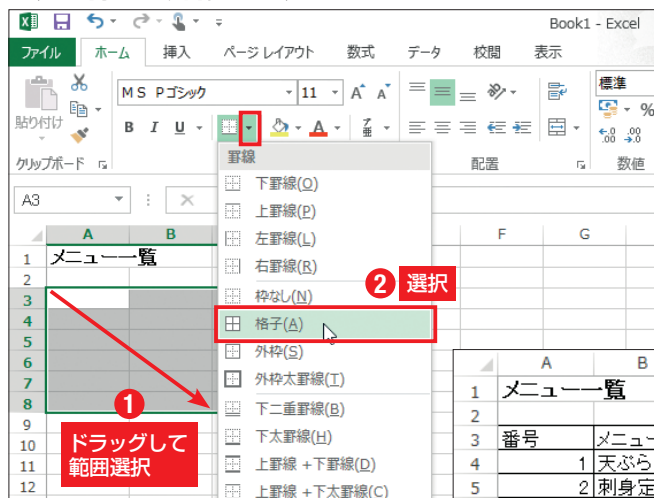 Book1 - Excel
ファイル ホーム 挿入 ページ レイアウト 数式 データ 校閲 表示
貼り付け
ＭＳ Ｐゴシック 11 A A
標準
B I U A
%
クリップボード 配置 数値
A3
罫線
下罫線(O)
上罫線(P)
左罫線(L)
右罫線(R)
枠なし(N)
格子(A)
外枠(S)
外枠太罫線(T)
下二重罫線(B)
下太罫線(H)
上罫線 +下罫線(D)
上罫線 +下太罫線(C)
② 選択
A B F G
1 メニュー一覧
2
3
4
5
6
7
8
9
10
11
12
① ドラッグして
範囲選択
A B
1 メニュー一覧
2
3 番号 メニュー
4 1 天ぷら
5 2 刺身定